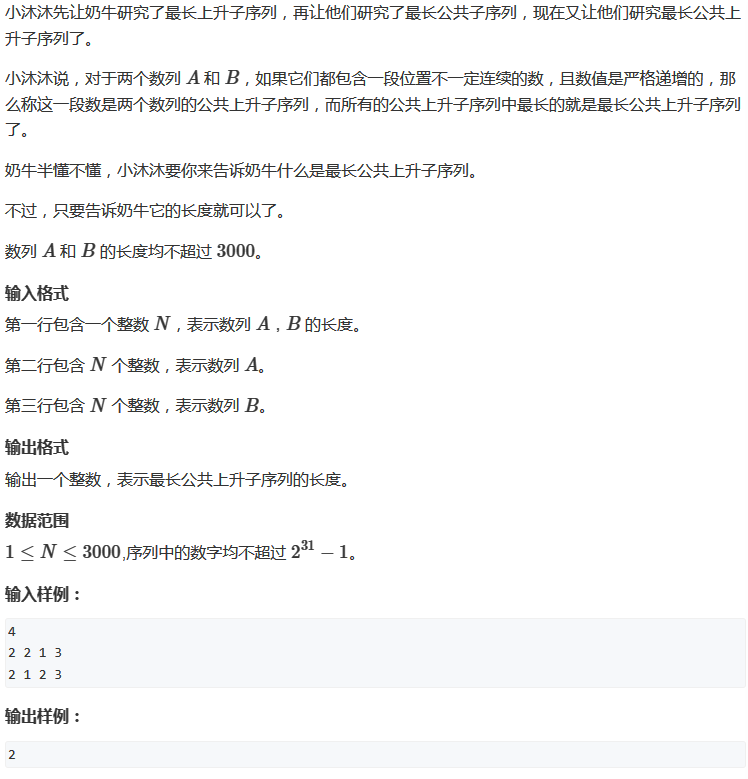 小沐沐先让奶牛研究了最长上升子序列，再让他们研究了最长公共子序列，现在又让他们研究最长公共上
升子序列了。
小沐沐说，对于两个数列 A 和 B，如果它们都包含一段位置不一定连续的数，且数值是严格递增的，那
么称这一段数是两个数列的公共上升子序列，而所有的公共上升子序列中最长的就是最长公共上升子序列
了。
奶牛半懂不懂，小沐沐要你来告诉奶牛什么是最长公共上升子序列。
不过，只要告诉奶牛它的长度就可以了。
数列 A 和 B 的长度均不超过 3000。
输入格式
第一行包含一个整数 N，表示数列 A，B 的长度。
第二行包含 N 个整数，表示数列 A。
第三行包含 N 个整数，表示数列 B。
输出格式
输出一个整数，表示最长公共上升子序列的长度。
数据范围
1 ≤ N ≤ 3000,序列中的数字均不超过 2^31 − 1。
输入样例：
4
2 2 1 3
2 1 2 3
输出样例：
2